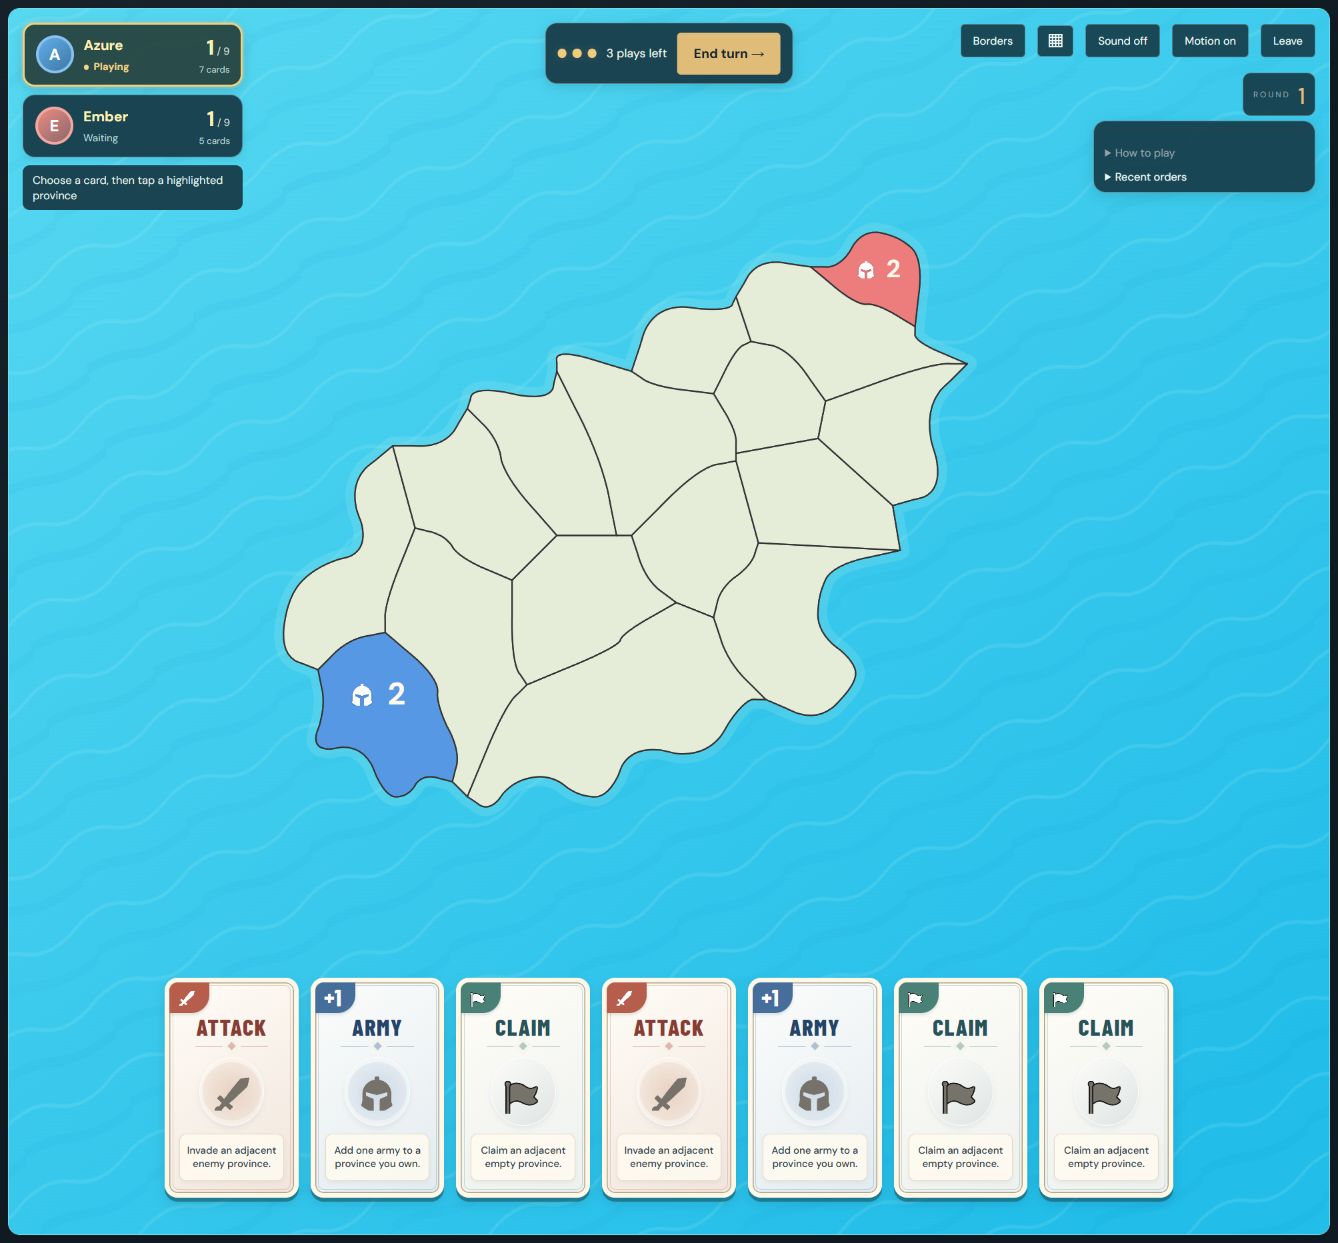 A
Azure
1 / 9
Playing
7 cards
E
Ember
1 / 9
Waiting
5 cards
Choose a card, then tap a highlighted
province
3 plays left
End turn →
Borders
Sound off
Motion on
Leave
ROUND 1
How to play
Recent orders
2
2
ATTACK
Invade an adjacent
enemy province.
+1
ARMY
Add one army to a
province you own.
CLAIM
Claim an adjacent
empty province.
ATTACK
Invade an adjacent
enemy province.
+1
ARMY
Add one army to a
province you own.
CLAIM
Claim an adjacent
empty province.
CLAIM
Claim an adjacent
empty province.